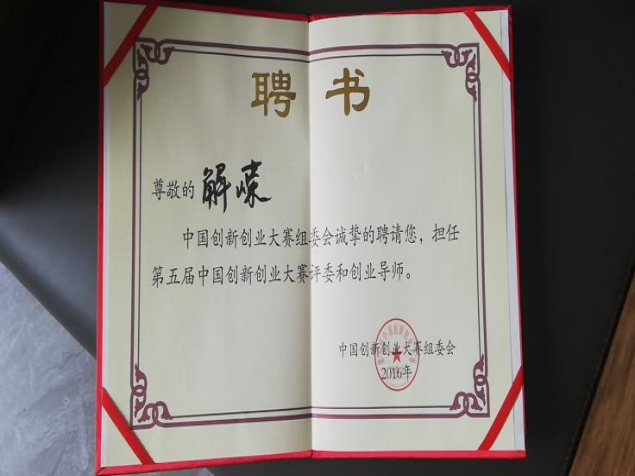 聘书
尊敬的 解嵘
中国创新创业大赛组委会诚挚的聘请您，担任
第五届中国创新创业大赛评委和创业导师。
中国创新创业大赛组委会
2016年